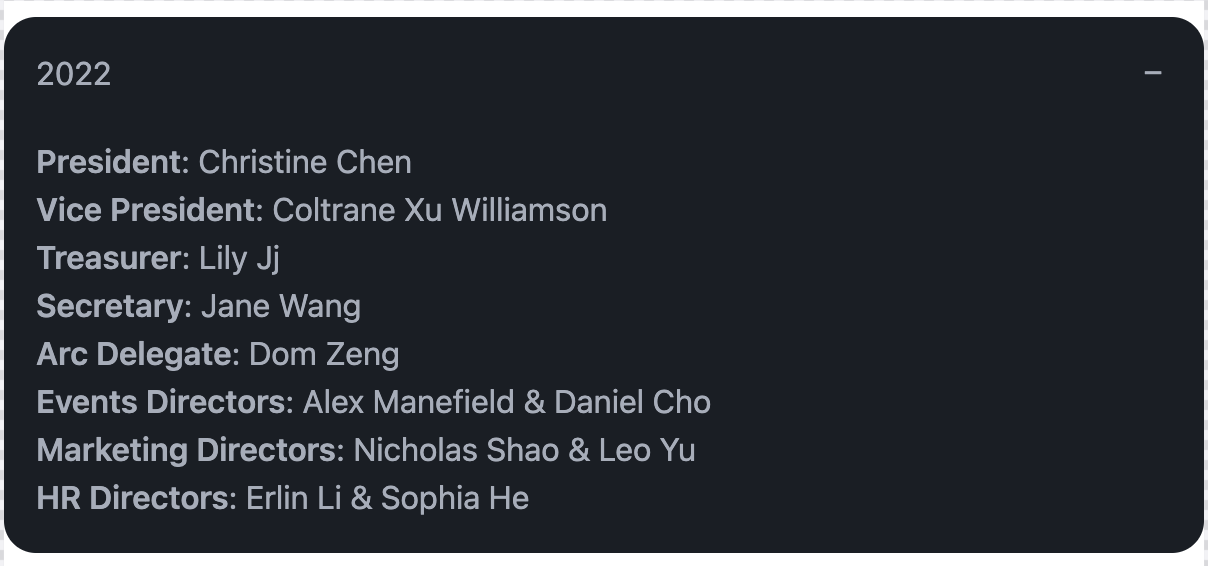 2022
President: Christine Chen
Vice President: Coltrane Xu Williamson
Treasurer: Lily Jj
Secretary: Jane Wang
Arc Delegate: Dom Zeng
Events Directors: Alex Manefield & Daniel Cho
Marketing Directors: Nicholas Shao & Leo Yu
HR Directors: Erlin Li & Sophia He